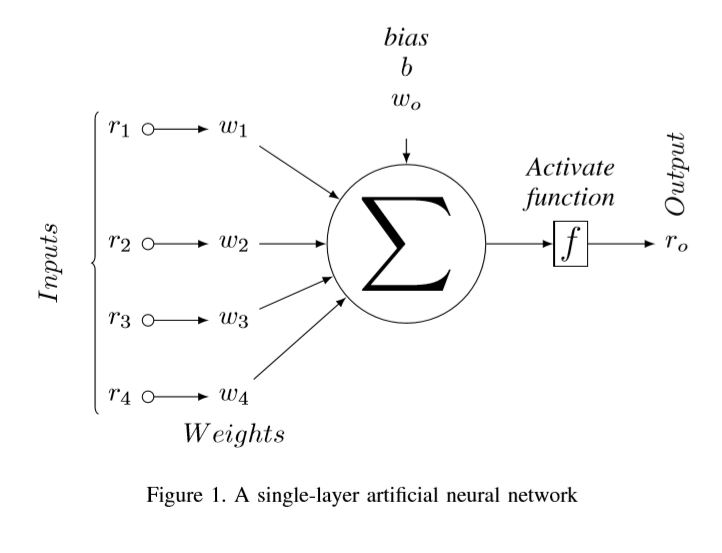 bias
b
w_o
r_1 w_1
Activate
function
Output
Inputs
r_2 w_2
∑
f
r_o
r_3 w_3
r_4 w_4
Weights
Figure 1. A single-layer artificial neural network